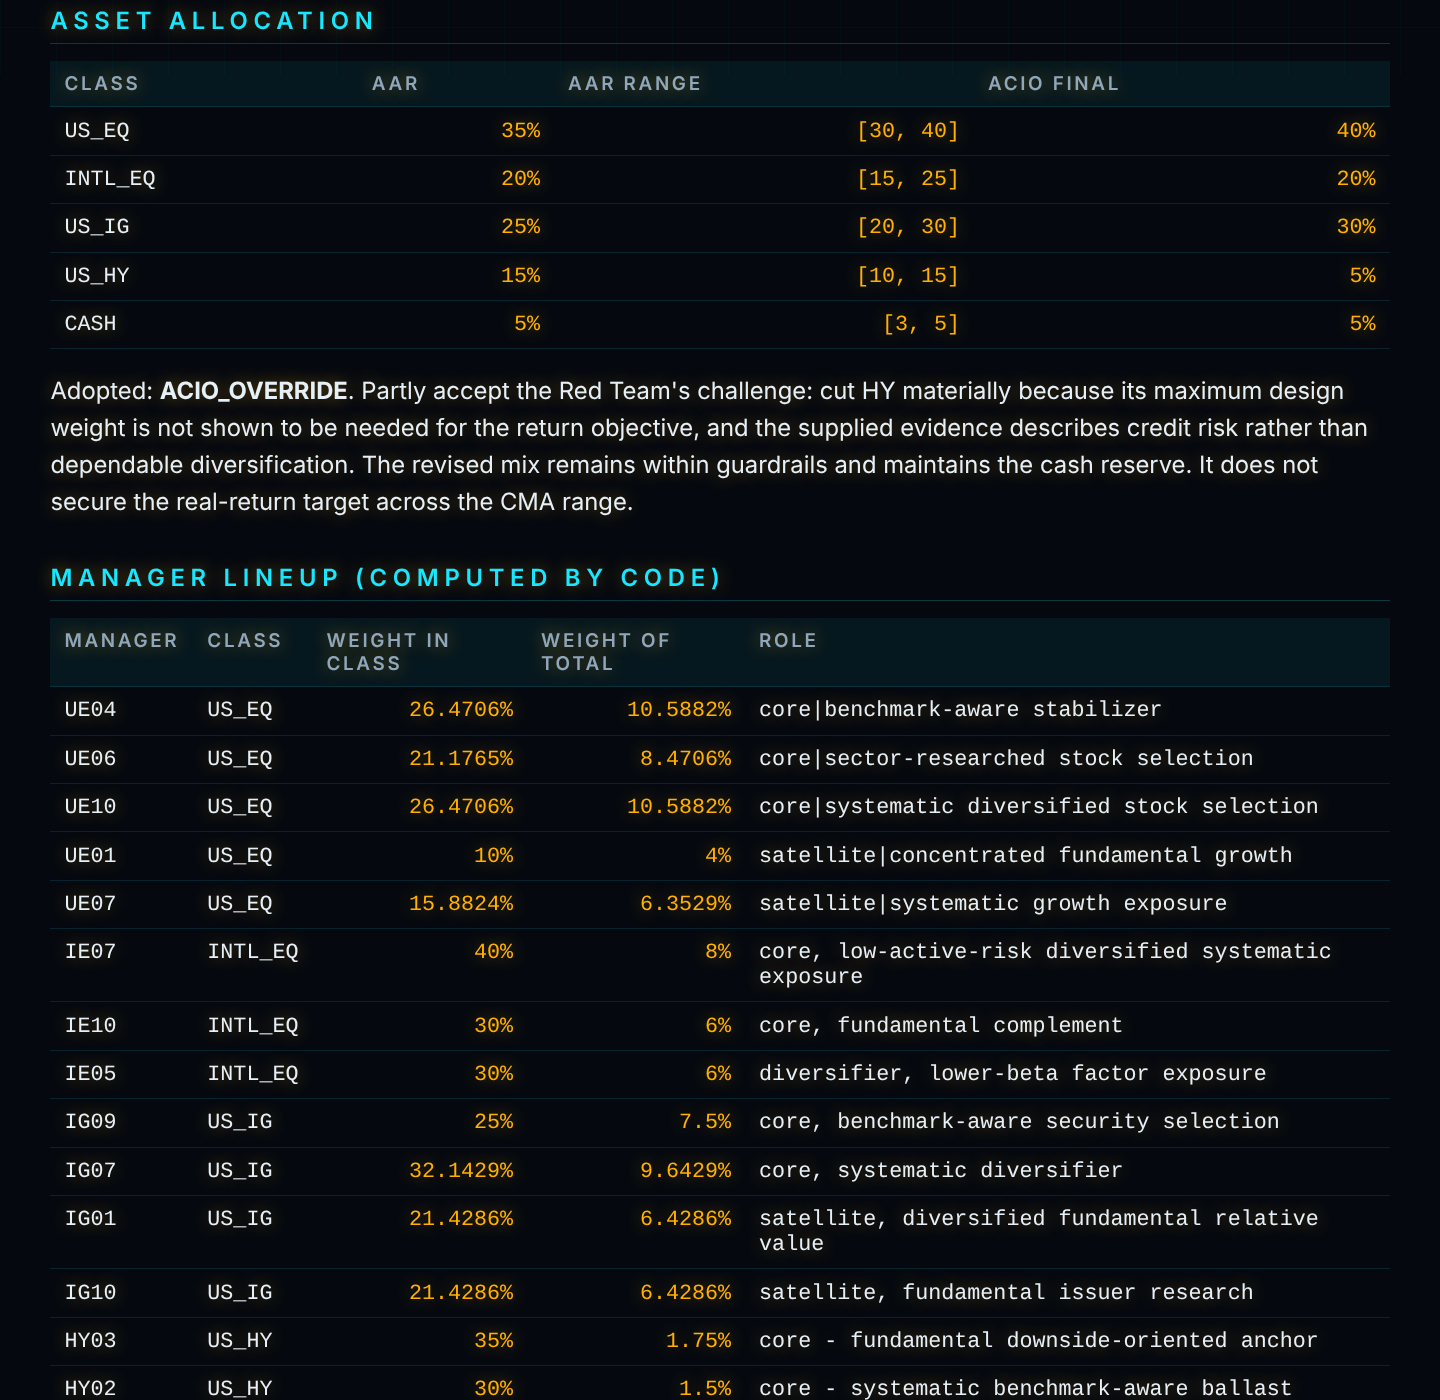 ASSET ALLOCATION
CLASS AAR AAR RANGE ACIO FINAL
US_EQ 35% [30, 40] 40%
INTL_EQ 20% [15, 25] 20%
US_IG 25% [20, 30] 30%
US_HY 15% [10, 15] 5%
CASH 5% [3, 5] 5%
Adopted: ACIO_OVERRIDE. Partly accept the Red Team's challenge: cut HY materially because its maximum design
weight is not shown to be needed for the return objective, and the supplied evidence describes credit risk rather than
dependable diversification. The revised mix remains within guardrails and maintains the cash reserve. It does not
secure the real-return target across the CMA range.
MANAGER LINEUP (COMPUTED BY CODE)
MANAGER CLASS WEIGHT IN CLASS WEIGHT OF TOTAL ROLE
UE04 US_EQ 26.4706% 10.5882% core|benchmark-aware stabilizer
UE06 US_EQ 21.1765% 8.4706% core|sector-researched stock selection
UE10 US_EQ 26.4706% 10.5882% core|systematic diversified stock selection
UE01 US_EQ 10% 4% satellite|concentrated fundamental growth
UE07 US_EQ 15.8824% 6.3529% satellite|systematic growth exposure
IE07 INTL_EQ 40% 8% core, low-active-risk diversified systematic
exposure
IE10 INTL_EQ 30% 6% core, fundamental complement
IE05 INTL_EQ 30% 6% diversifier, lower-beta factor exposure
IG09 US_IG 25% 7.5% core, benchmark-aware security selection
IG07 US_IG 32.1429% 9.6429% core, systematic diversifier
IG01 US_IG 21.4286% 6.4286% satellite, diversified fundamental relative
value
IG10 US_IG 21.4286% 6.4286% satellite, fundamental issuer research
HY03 US_HY 35% 1.75% core - fundamental downside-oriented anchor
HY02 US_HY 30% 1.5% core - systematic benchmark-aware ballast